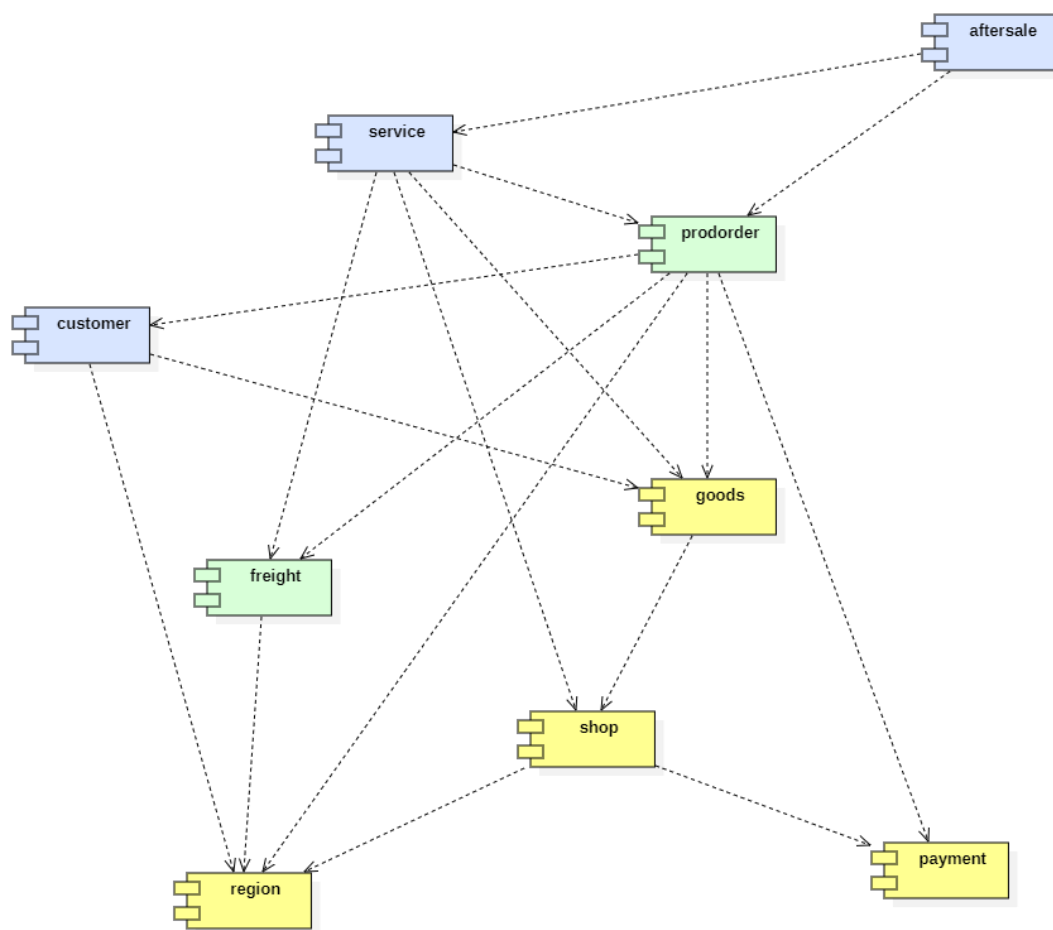 aftersale
service
prodorder
customer
goods
freight
shop
payment
region